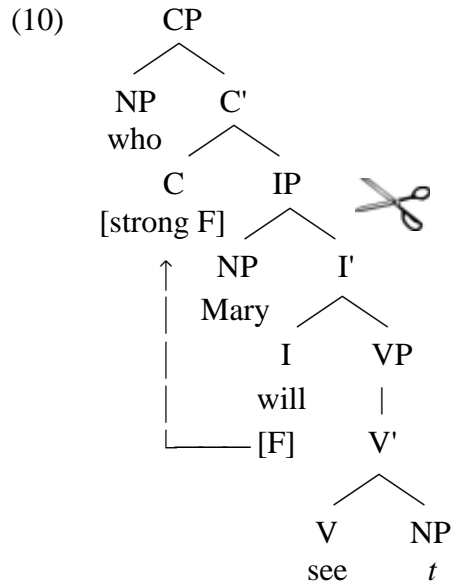 (10) CP
NP C'
who
C IP
[strong F]
NP I'
Mary
I VP
will
[F] V'
V NP
see t